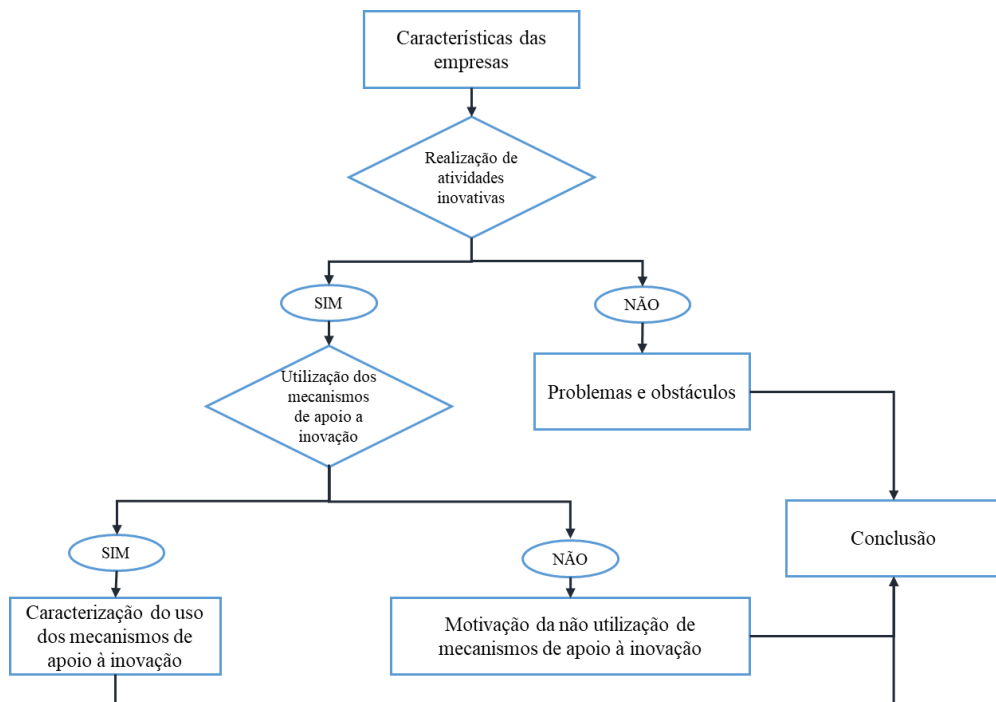 Características das
empresas
Realização de
atividades
inovativas
SIM
NÃO
Utilização dos
mecanismos
de apoio a
inovação
Problemas e obstáculos
Conclusão
SIM
NÃO
Caracterização do uso
dos mecanismos de
apoio à inovação
Motivação da não utilização de
mecanismos de apoio à inovação